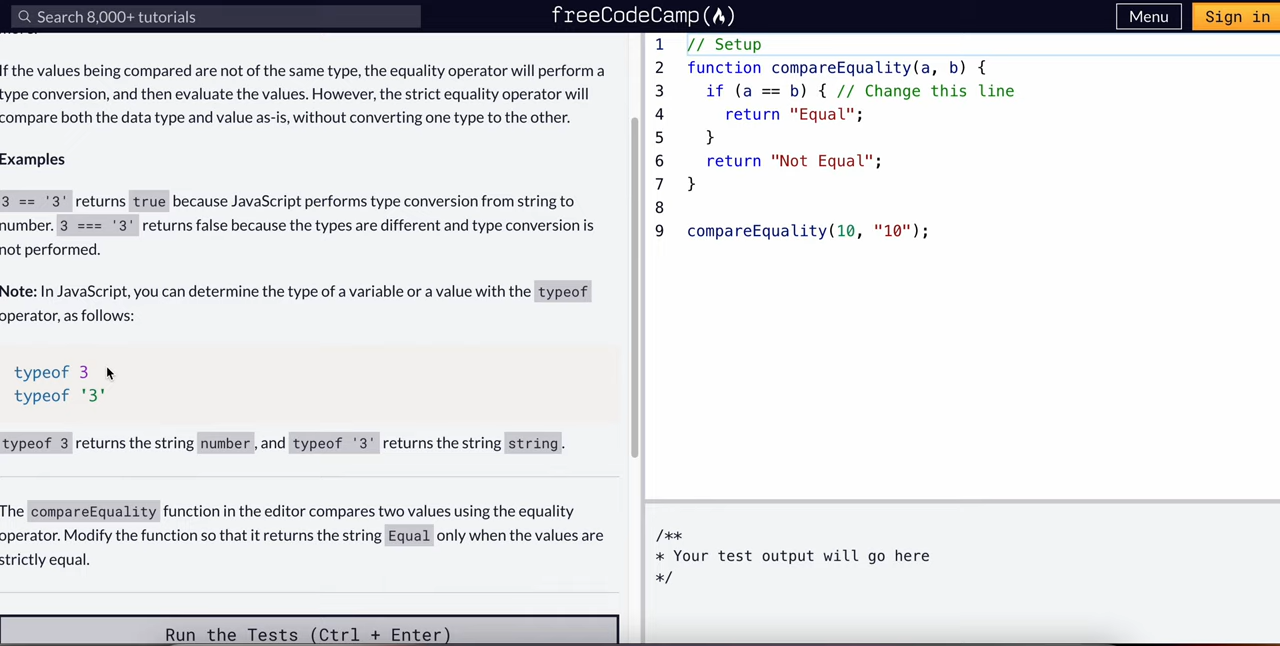 Search 8,000+ tutorials
freeCodeCamp
Menu
Sign in
If the values being compared are not of the same type, the equality operator will perform a
type conversion, and then evaluate the values. However, the strict equality operator will
compare both the data type and value as-is, without converting one type to the other.
Examples
3 == '3' returns true because JavaScript performs type conversion from string to
number. 3 === '3' returns false because the types are different and type conversion is
not performed.
Note: In JavaScript, you can determine the type of a variable or a value with the typeof
operator, as follows:
typeof 3
typeof '3'
typeof 3 returns the string number, and typeof '3' returns the string string.
The compareEquality function in the editor compares two values using the equality
operator. Modify the function so that it returns the string Equal only when the values are
strictly equal.
Run the Tests (Ctrl + Enter)
1 // Setup
2 function compareEquality(a, b) {
3 if (a == b) { // Change this line
4 return "Equal";
5 }
6 return "Not Equal";
7 }
8
9 compareEquality(10, "10");
/**
* Your test output will go here
*/